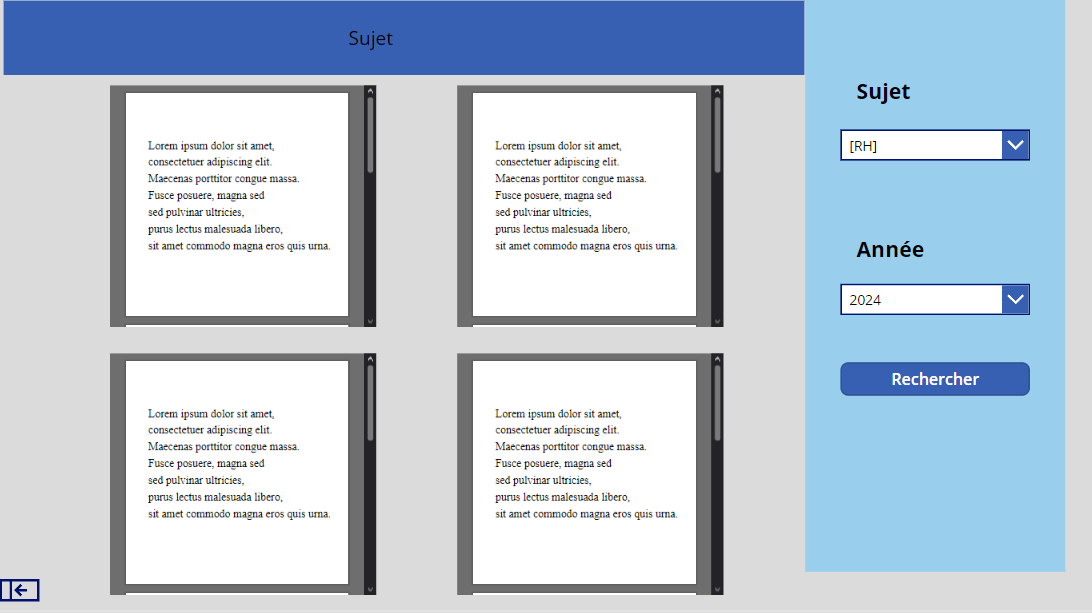 Sujet
Lorem ipsum dolor sit amet,
consectetuer adipiscing elit.
Maecenas porttitor congue massa.
Fusce posuere, magna sed
sed pulvinar ultricies,
purus lectus malesuada libero,
sit amet commodo magna eros quis urna.
Lorem ipsum dolor sit amet,
consectetuer adipiscing elit.
Maecenas porttitor congue massa.
Fusce posuere, magna sed
sed pulvinar ultricies,
purus lectus malesuada libero,
sit amet commodo magna eros quis urna.
Lorem ipsum dolor sit amet,
consectetuer adipiscing elit.
Maecenas porttitor congue massa.
Fusce posuere, magna sed
sed pulvinar ultricies,
purus lectus malesuada libero,
sit amet commodo magna eros quis urna.
Lorem ipsum dolor sit amet,
consectetuer adipiscing elit.
Maecenas porttitor congue massa.
Fusce posuere, magna sed
sed pulvinar ultricies,
purus lectus malesuada libero,
sit amet commodo magna eros quis urna.
Sujet
[RH]
Année
2024
Rechercher